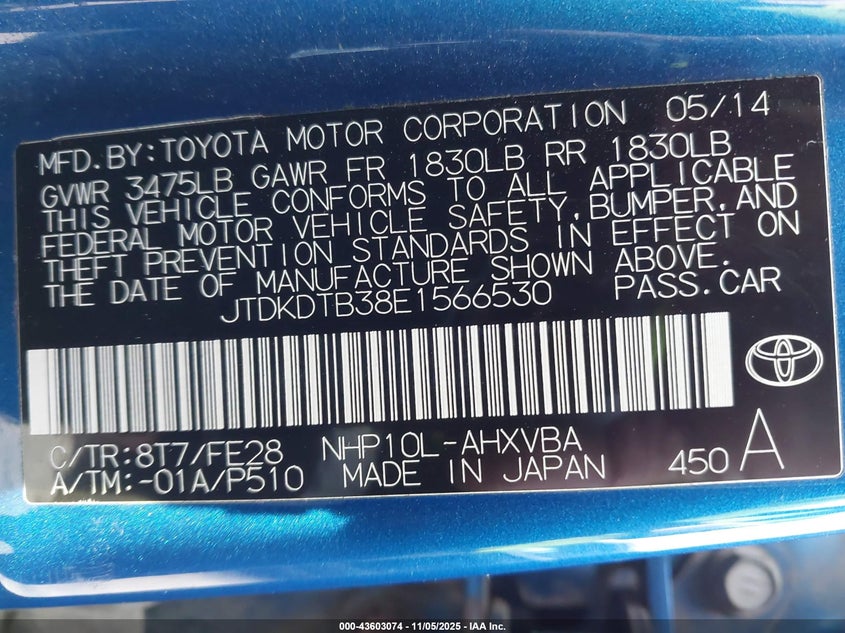 MFD.BY:TOYOTA MOTOR CORPORATION 05/14
GVWR 3475LB GAWR FR 1830LB RR 1830LB
THIS VEHICLE CONFORMS TO ALL APPLICABLE
FEDERAL MOTOR VEHICLE SAFETY,BUMPER,AND
THEFT PREVENTION STANDARDS IN EFFECT ON
THE DATE OF MANUFACTURE SHOWN ABOVE.
JTDKDTB38E1566530 PASS.CAR
C/TR:8T7/FE28 NHP10L-AHXVBA
A/TM:-01A/P510 MADE IN JAPAN 450 A
000-43603074 - 11/05/2025 - IAA Inc.